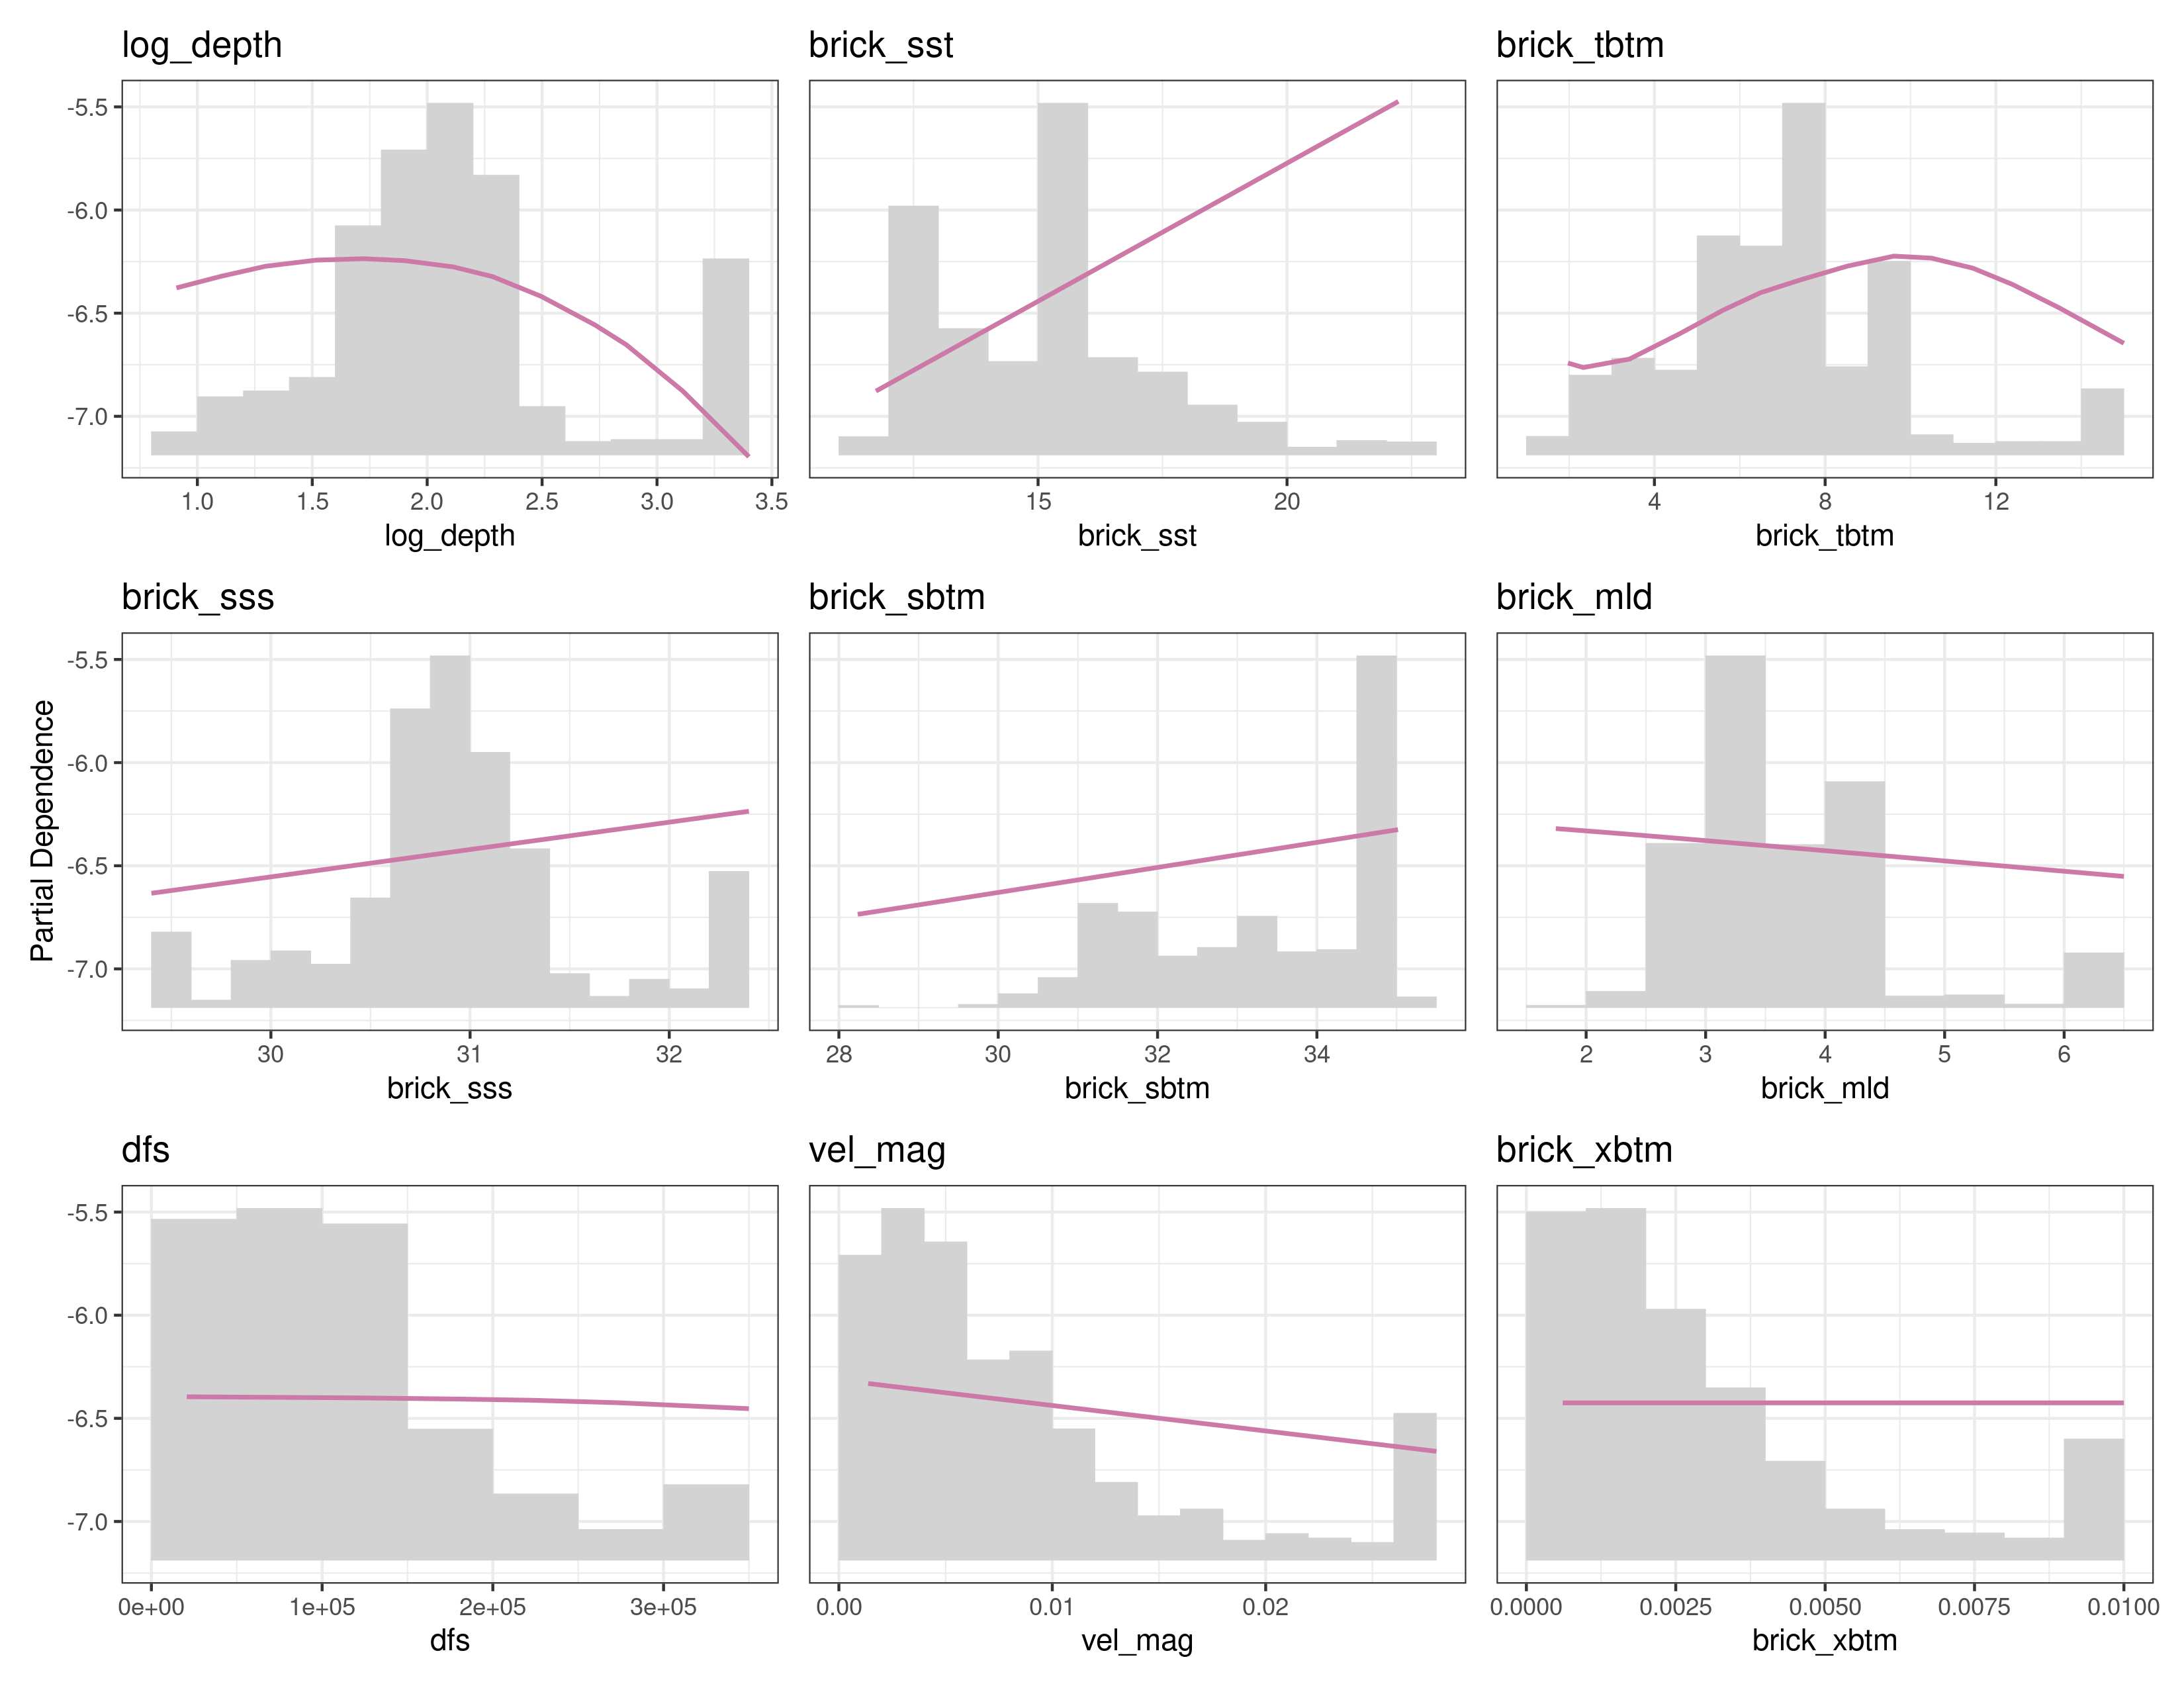 log_depth brick_sst brick_tbtm
-5.5
-6.0
-6.5
-7.0
1.0 1.5 2.0 2.5 3.0 3.5 15 20 4 8 12
log_depth brick_sst brick_tbtm
brick_sss brick_sbtm brick_mld
Partial Dependence
-5.5
-6.0
-6.5
-7.0
30 31 32 28 30 32 34 2 3 4 5 6
brick_sss brick_sbtm brick_mld
dfs vel_mag brick_xbtm
-5.5
-6.0
-6.5
-7.0
0e+00 1e+05 2e+05 3e+05 0.00 0.01 0.02 0.0000 0.0025 0.0050 0.0075 0.0100
dfs vel_mag brick_xbtm